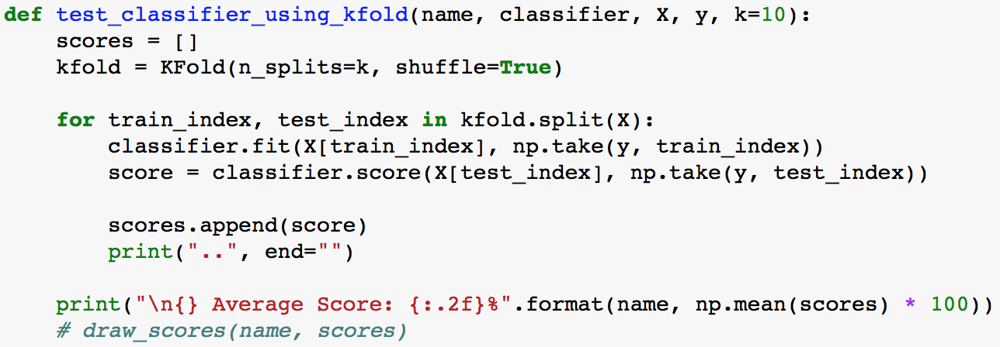 def test_classifier_using_kfold(name, classifier, X, y, k=10):
    scores = []
    kfold = KFold(n_splits=k, shuffle=True)

    for train_index, test_index in kfold.split(X):
        classifier.fit(X[train_index], np.take(y, train_index))
        score = classifier.score(X[test_index], np.take(y, test_index))

        scores.append(score)
        print("..", end="")

    print("\n{} Average Score: {:.2f}%".format(name, np.mean(scores) * 100))
    # draw_scores(name, scores)